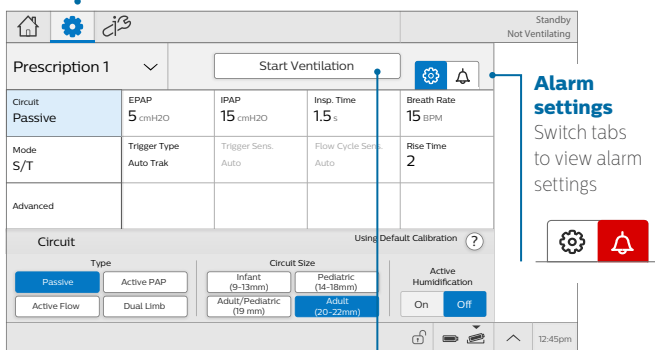 Standby
Not Ventilating
Prescription 1
Start Ventilation
Circuit
Passive
EPAP
5 cmH2O
IPAP
15 cmH2O
Insp. Time
1.5 s
Breath Rate
15 BPM
Mode
S/T
Trigger Type
Auto Trak
Trigger Sens.
Auto
Flow Cycle Sens.
Auto
Rise Time
2
Advanced
Circuit
Using Default Calibration
?
Type
Passive
Active PAP
Active Flow
Dual Limb
Circuit Size
Infant
(9-13mm)
Pediatric
(14-18mm)
Adult/Pediatric
(19 mm)
Adult
(20-22mm)
Active
Humidification
On
Off
12:45pm
Alarm
settings
Switch tabs
to view alarm
settings